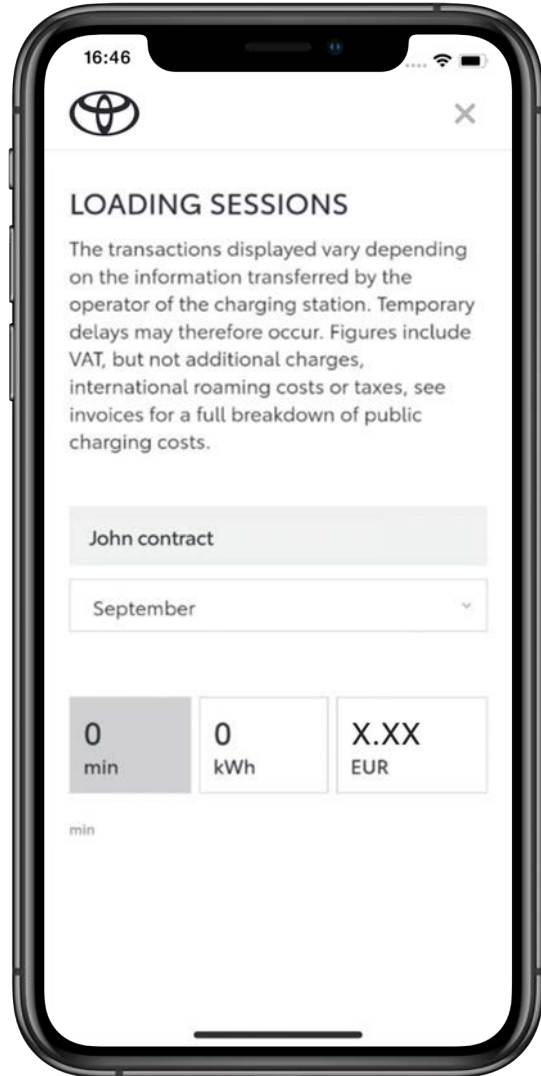 16:46
LOADING SESSIONS
The transactions displayed vary depending
on the information transferred by the
operator of the charging station. Temporary
delays may therefore occur. Figures include
VAT, but not additional charges,
international roaming costs or taxes, see
invoices for a full breakdown of public
charging costs.
John contract
September
0 0 X.XX
min kWh EUR
min